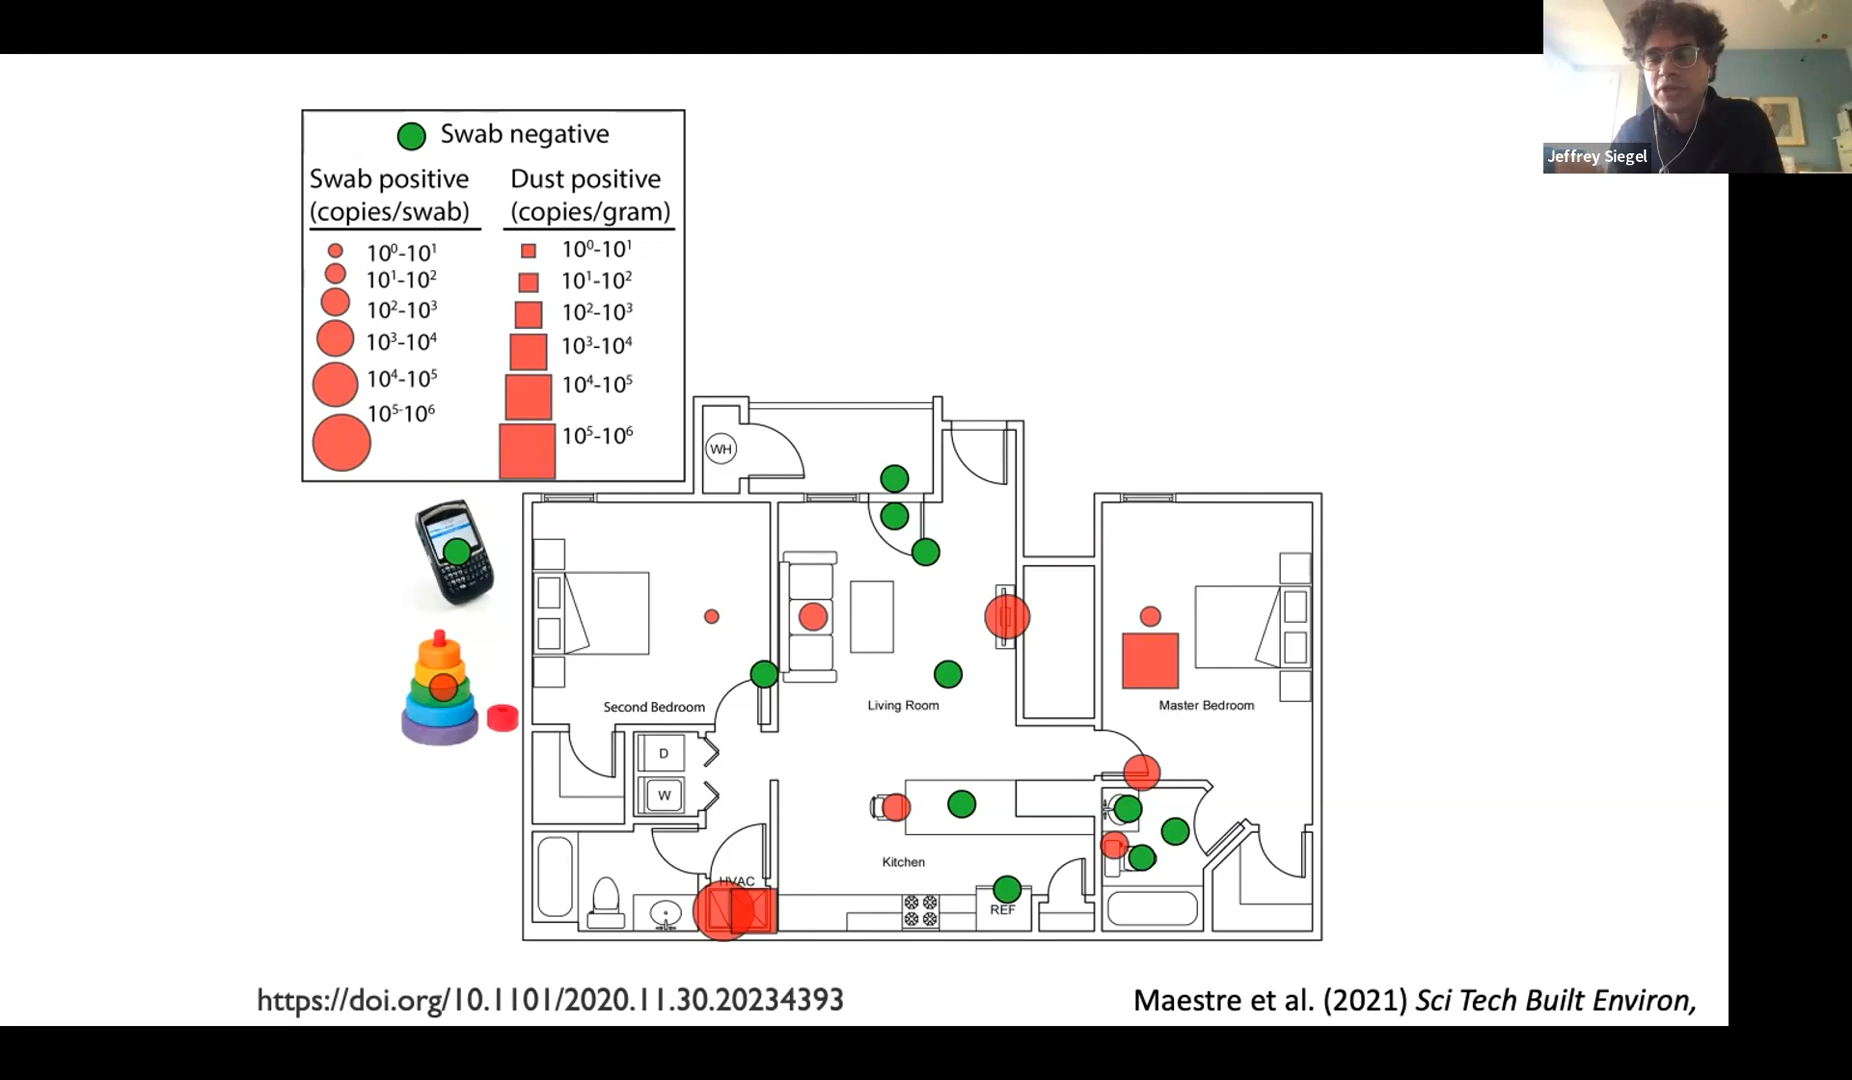 Jeffrey Siegel
Swab negative
Swab positive
(copies/swab)
10⁰-10¹
10¹-10²
10²-10³
10³-10⁴
10⁴-10⁵
10⁵-10⁶
Dust positive
(copies/gram)
10⁰-10¹
10¹-10²
10²-10³
10³-10⁴
10⁴-10⁵
10⁵-10⁶
WH
Second Bedroom
Living Room
Master Bedroom
D
W
Kitchen
HVAC
REF
https://doi.org/10.1101/2020.11.30.20234393
Maestre et al. (2021) Sci Tech Built Environ,